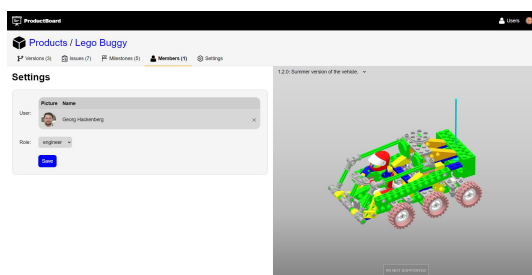 ProductBoard
Users
Products / Lego Buggy
Versions (3)
Issues (7)
Milestones (5)
Members (1)
Settings
Settings
1.2.0: Summer version of the vehicle.
Picture Name
User:
Georg Hackenberg
Role:
engineer
Save